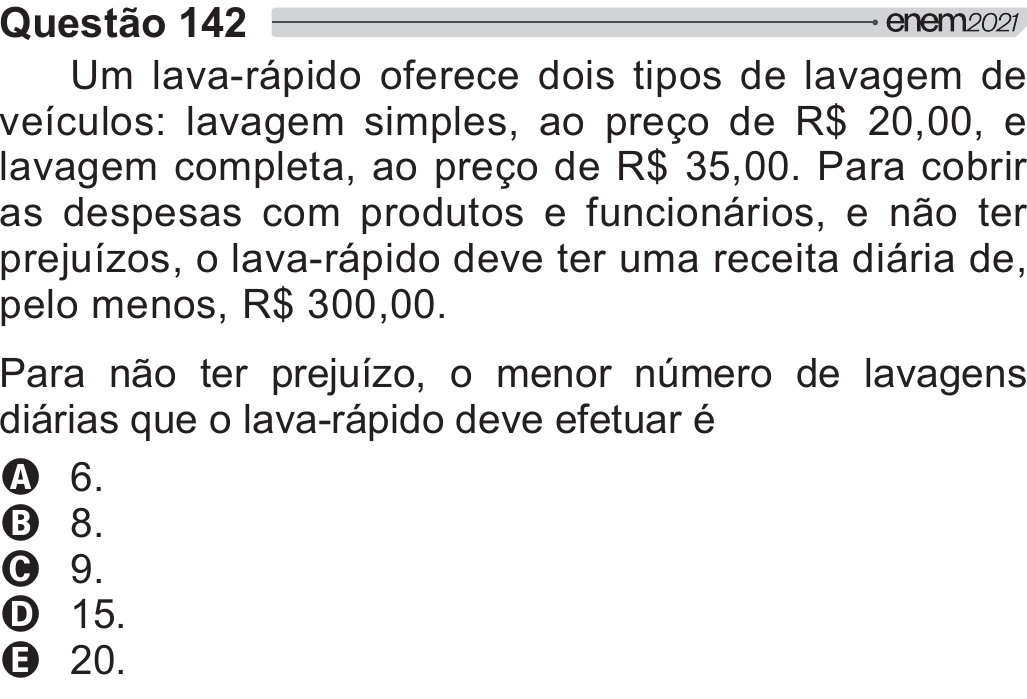 Questão 142 enem2021
Um lava-rápido oferece dois tipos de lavagem de
veículos: lavagem simples, ao preço de R$ 20,00, e
lavagem completa, ao preço de R$ 35,00. Para cobrir
as despesas com produtos e funcionários, e não ter
prejuízos, o lava-rápido deve ter uma receita diária de,
pelo menos, R$ 300,00.
Para não ter prejuízo, o menor número de lavagens
diárias que o lava-rápido deve efetuar é
A 6.
B 8.
C 9.
D 15.
E 20.